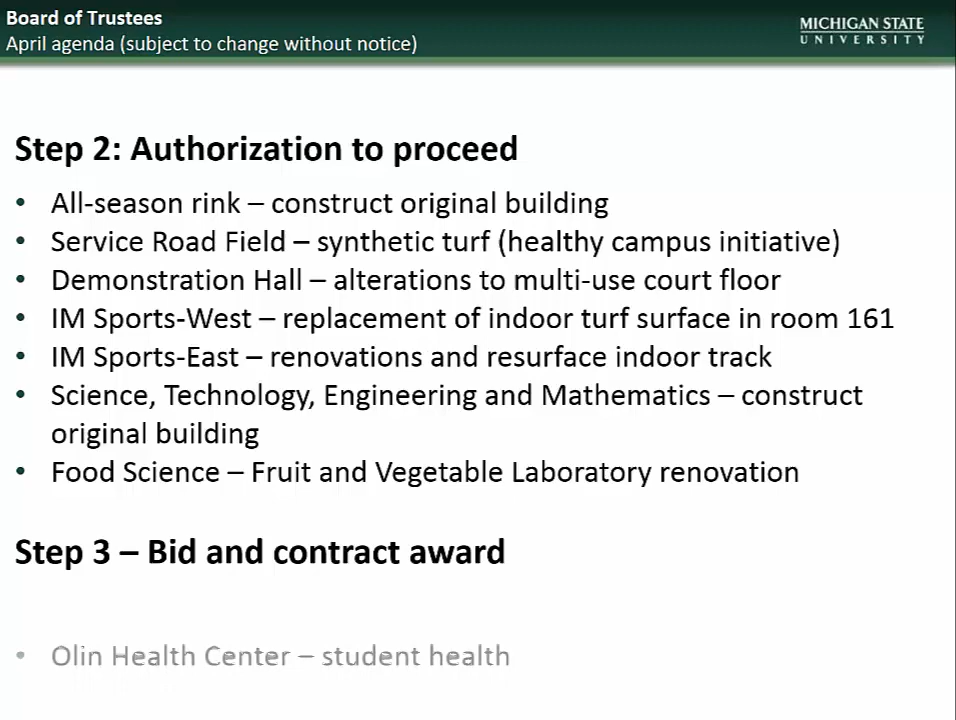 Board of Trustees
April agenda (subject to change without notice)
MICHIGAN STATE
UNIVERSITY
Step 2: Authorization to proceed
• All-season rink – construct original building
• Service Road Field – synthetic turf (healthy campus initiative)
• Demonstration Hall – alterations to multi-use court floor
• IM Sports-West – replacement of indoor turf surface in room 161
• IM Sports-East – renovations and resurface indoor track
• Science, Technology, Engineering and Mathematics – construct
original building
• Food Science – Fruit and Vegetable Laboratory renovation
Step 3 – Bid and contract award
• Olin Health Center – student health